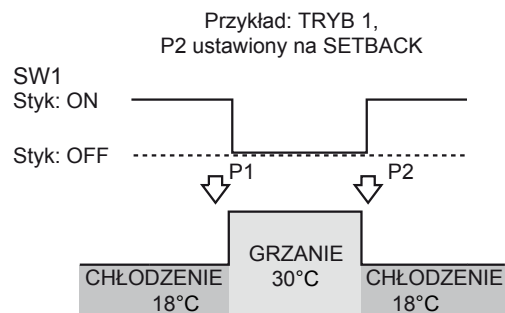 Przykład: TRYB 1,
P2 ustawiony na SETBACK
SW1
Styk: ON
Styk: OFF
P1
P2
GRZANIE
30°C
CHŁODZENIE
18°C
CHŁODZENIE
18°C